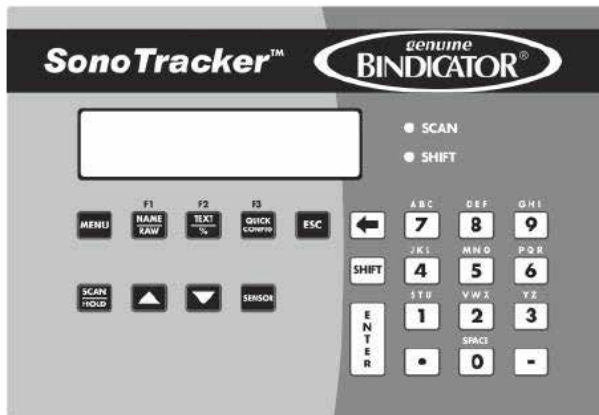 SonoTracker™
genuine
BINDICATOR®
SCAN
SHIFT
F1 F2 F3
MENU NAME/RAW TEXT/% QUICK CONFIG ESC
SCAN/HOLD SENSOR
ABC DEF GHI
7 8 9
JKL MNO PQR
SHIFT 4 5 6
STU VWX YZ
ENTER 1 2 3
SPACE
• 0 -